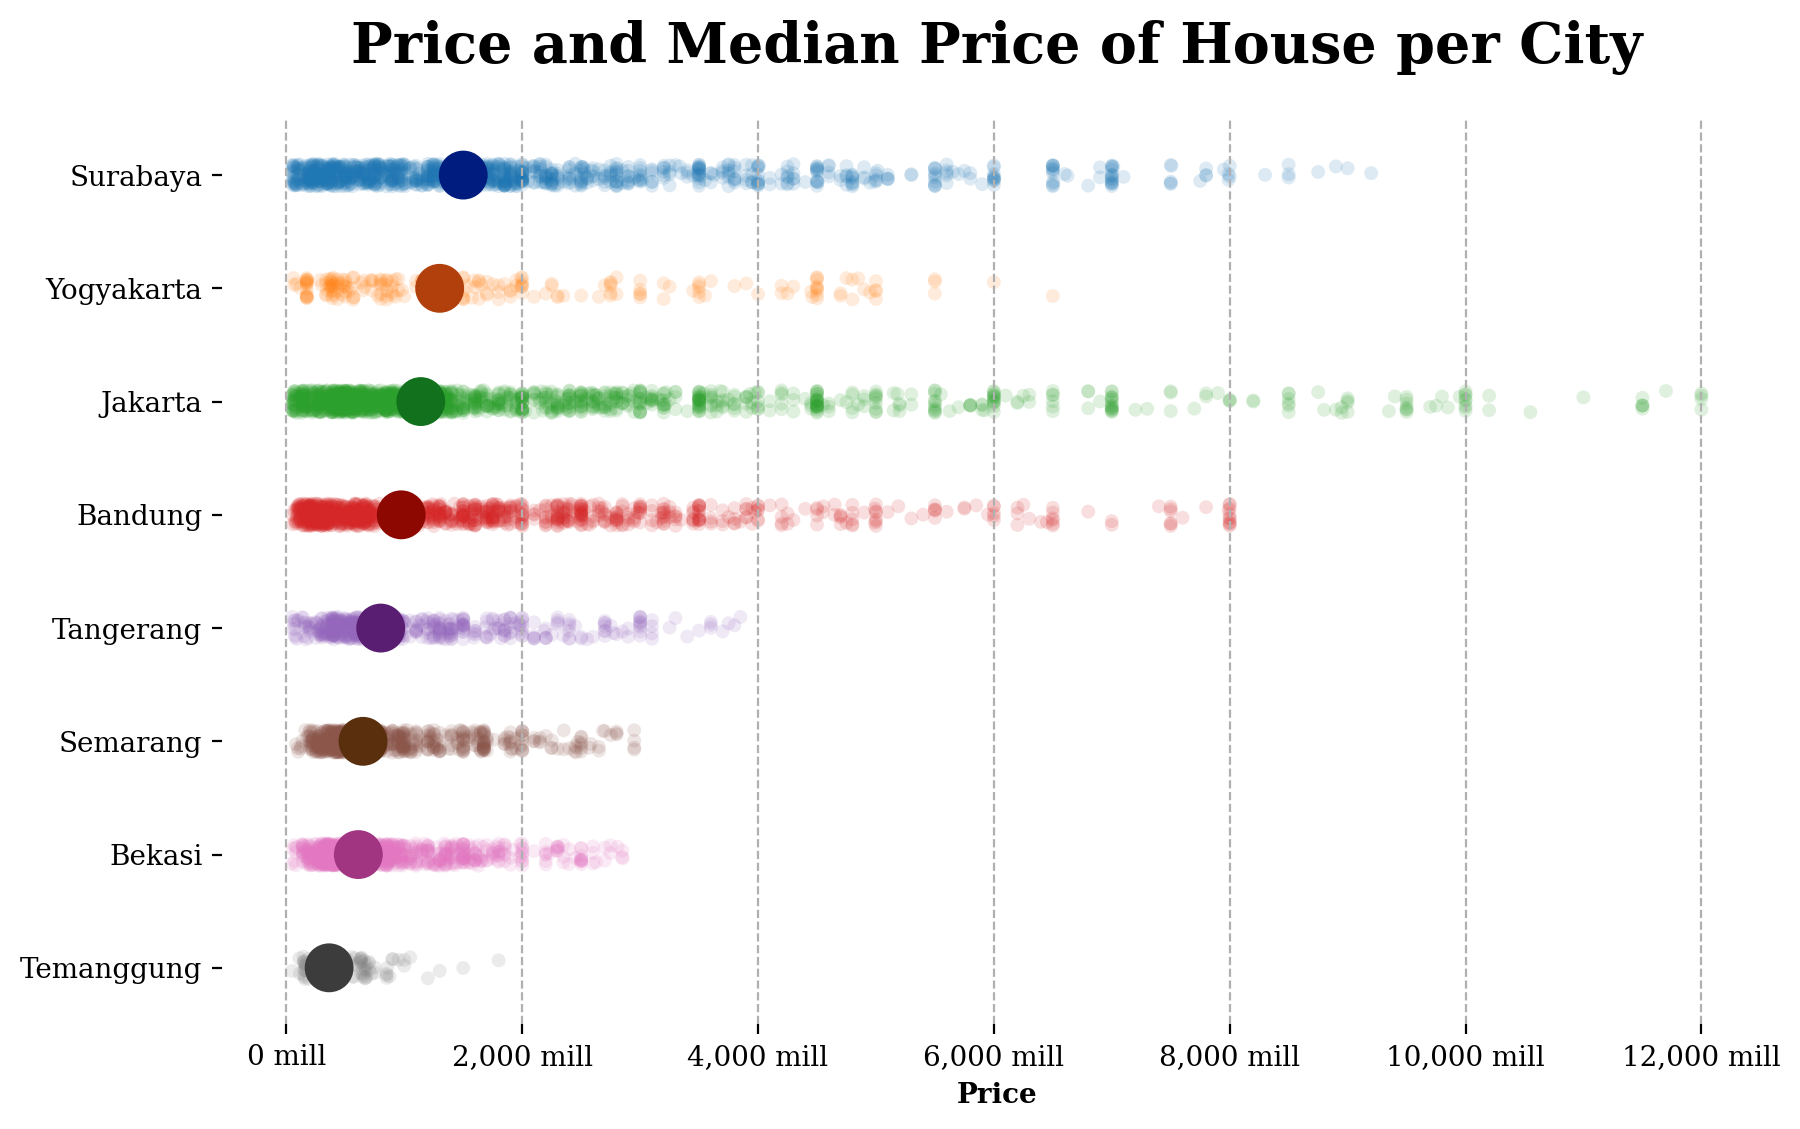 Price and Median Price of House per City
Surabaya
Yogyakarta
Jakarta
Bandung
Tangerang
Semarang
Bekasi
Temanggung
0 mill 2,000 mill 4,000 mill 6,000 mill 8,000 mill 10,000 mill 12,000 mill
Price